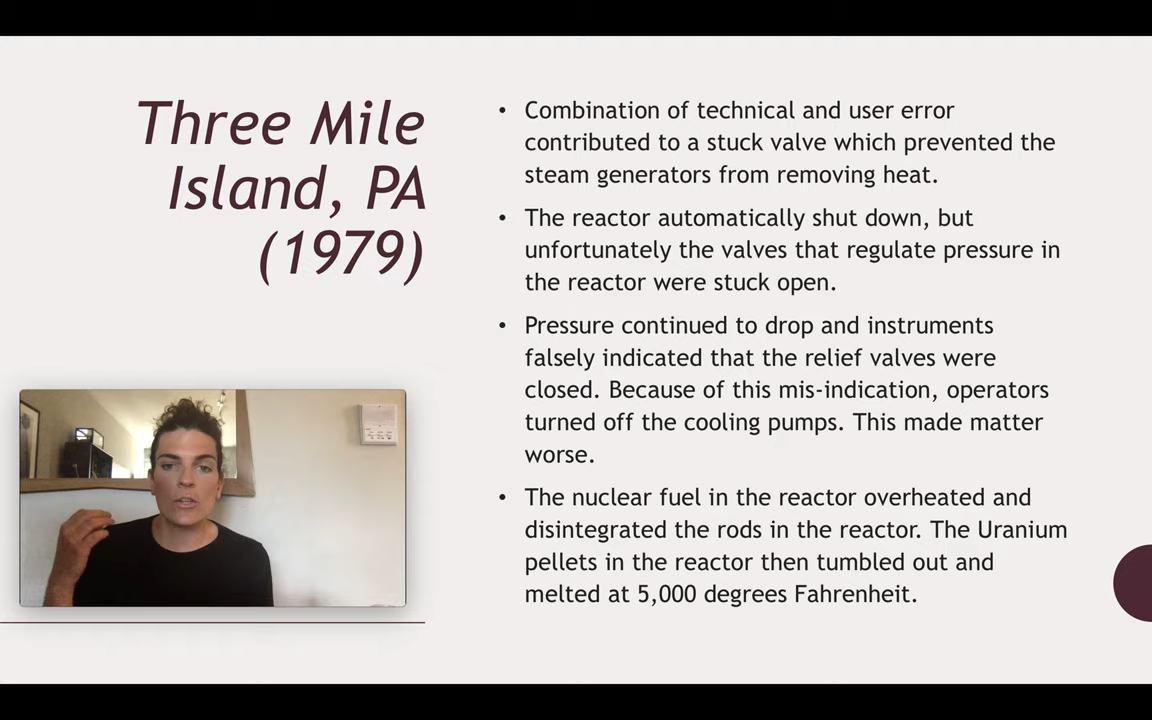 Three Mile
Island, PA
(1979)
• Combination of technical and user error
contributed to a stuck valve which prevented the
steam generators from removing heat.
• The reactor automatically shut down, but
unfortunately the valves that regulate pressure in
the reactor were stuck open.
• Pressure continued to drop and instruments
falsely indicated that the relief valves were
closed. Because of this mis-indication, operators
turned off the cooling pumps. This made matter
worse.
• The nuclear fuel in the reactor overheated and
disintegrated the rods in the reactor. The Uranium
pellets in the reactor then tumbled out and
melted at 5,000 degrees Fahrenheit.